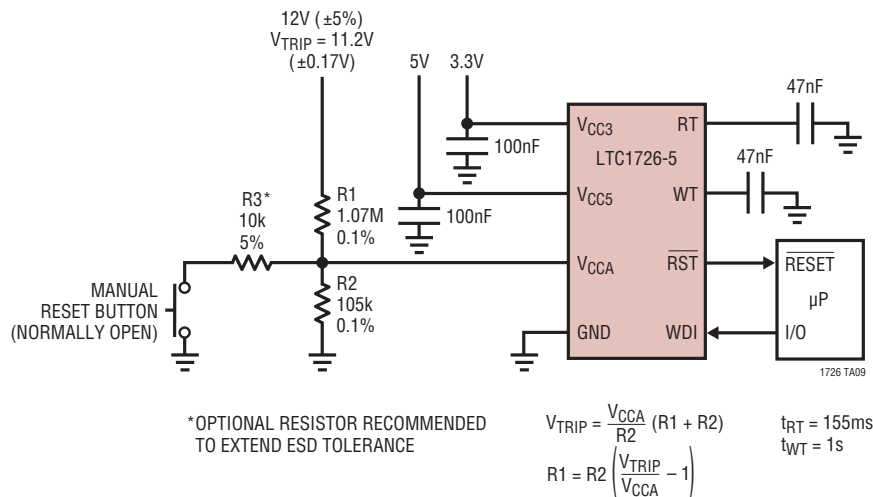 12V (±5%)
VTRIP = 11.2V
(±0.17V)
5V
3.3V
47nF
VCC3
RT
100nF
LTC1726-5
47nF
R3*
10k
5%
R1
1.07M
0.1%
100nF
VCC5
WT
VCCA
RST
RESET
MANUAL
RESET BUTTON
(NORMALLY OPEN)
R2
105k
0.1%
µP
GND
WDI
I/O
1726 TA09
*OPTIONAL RESISTOR RECOMMENDED
TO EXTEND ESD TOLERANCE
VTRIP = VCCA/R2 (R1 + R2)
R1 = R2 (VTRIP/VCCA – 1)
tRT = 155ms
tWT = 1s